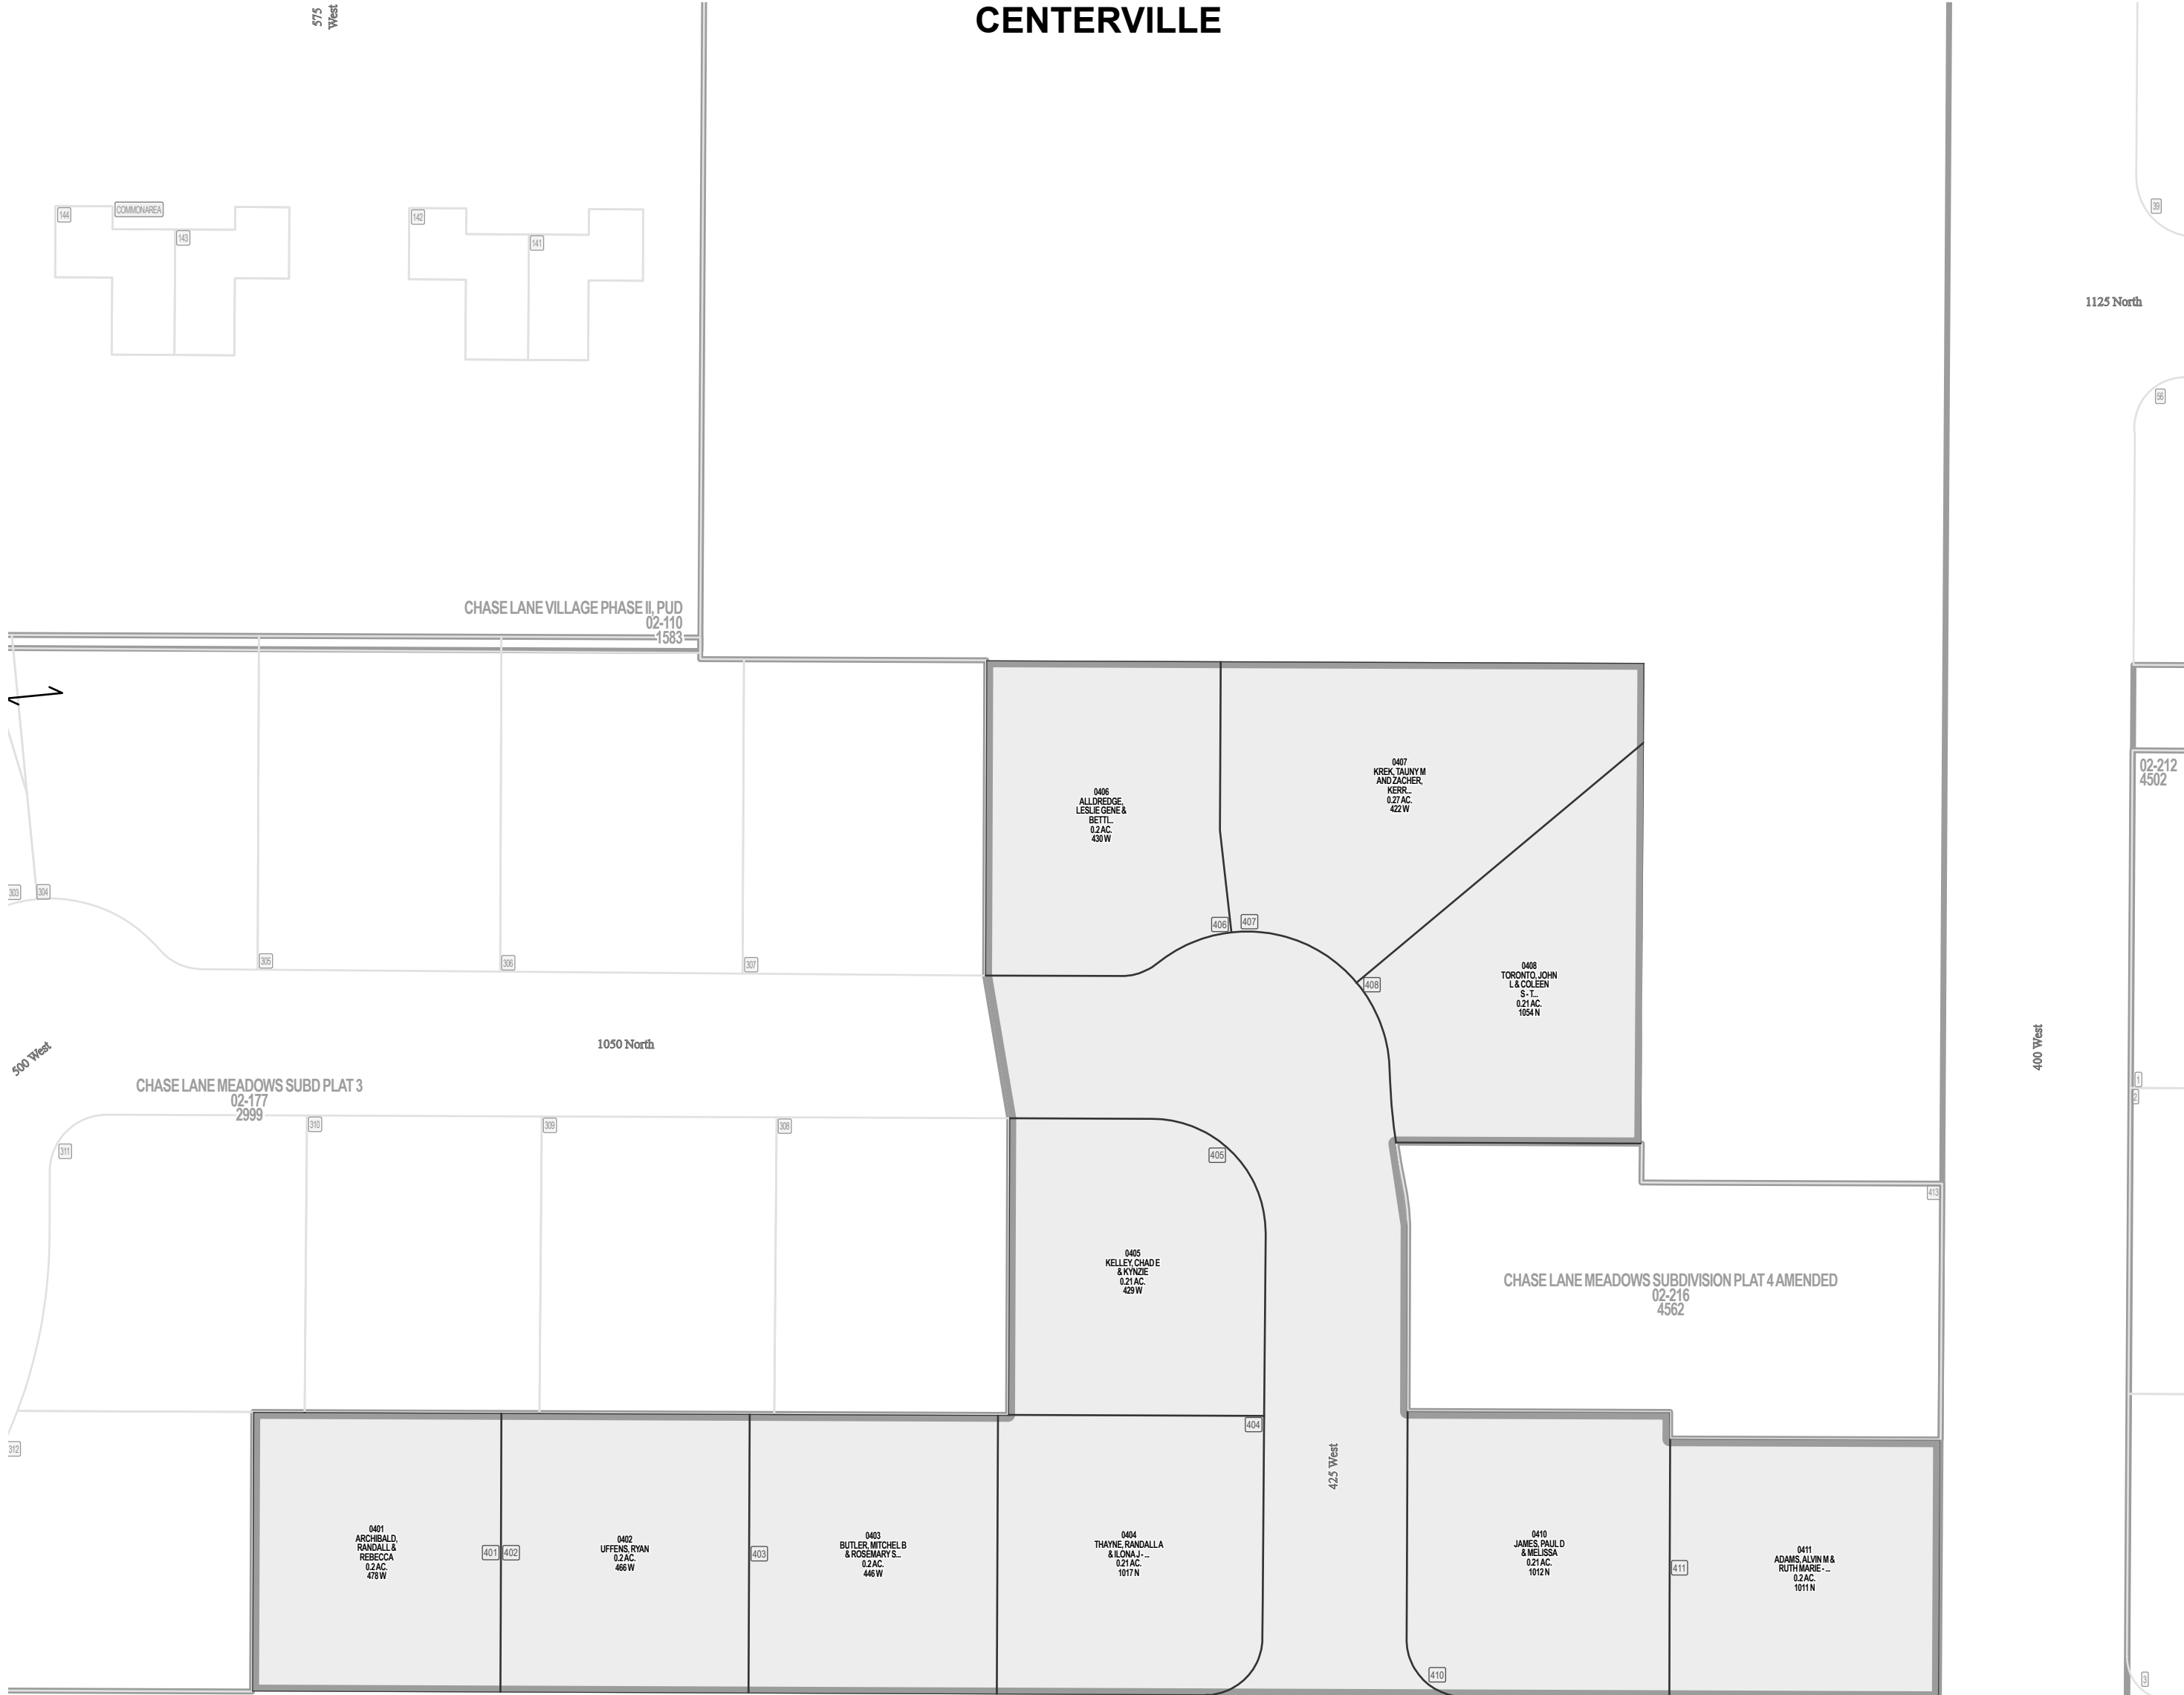 CENTERVILLE
575
West
144
COMMONAREA
143
142
141
39
1125 North
56
CHASE LANE VILLAGE PHASE II, PUD
02-110
1583
02-212
4502
0406
ALLDREDGE,
LESLIE GENE &
BETTI...
0.2 AC.
430 W
0407
KREK, TAUNY M
AND ZACHER,
KERR...
0.27 AC.
422 W
303
304
305
306
307
406
407
408
0408
TORONTO, JOHN
L & COLEEN
S - T...
0.21 AC.
1054 N
500 West
1050 North
400 West
CHASE LANE MEADOWS SUBD PLAT 3
02-177
2999
1
2
311
310
309
308
405
413
0405
KELLEY, CHAD E
& KYNZIE
0.21 AC.
429 W
CHASE LANE MEADOWS SUBDIVISION PLAT 4 AMENDED
02-216
4562
312
404
425 West
0401
ARCHIBALD,
RANDALL &
REBECCA
0.2 AC.
478 W
401
402
0402
UFFENS, RYAN
0.2 AC.
466 W
403
0403
BUTLER, MITCHEL B
& ROSEMARY S...
0.2 AC.
446 W
0404
THAYNE, RANDALL A
& ILONA J - ...
0.21 AC.
1017 N
0410
JAMES, PAUL D
& MELISSA
0.21 AC.
1012 N
411
0411
ADAMS, ALVIN M &
RUTH MARIE - ...
0.2 AC.
1011 N
410
3